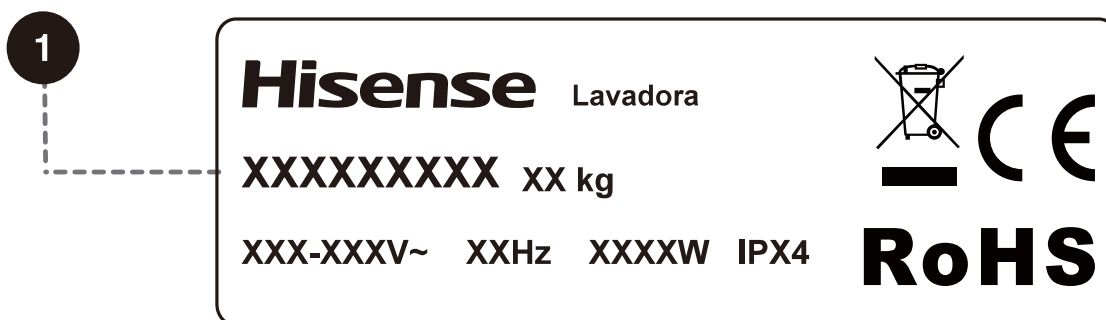 1
Hisense Lavadora
XXXXXXXXX XX kg
XXX-XXXV~ XXHz XXXXW IPX4
CE
RoHS